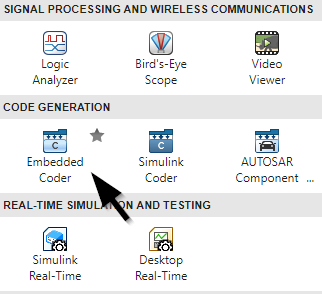 SIGNAL PROCESSING AND WIRELESS COMMUNICATIONS
Logic Analyzer
Bird's-Eye Scope
Video Viewer
CODE GENERATION
C
Embedded Coder
C
Simulink Coder
AUTOSAR Component ...
REAL-TIME SIMULATION AND TESTING
Simulink Real-Time
Desktop Real-Time